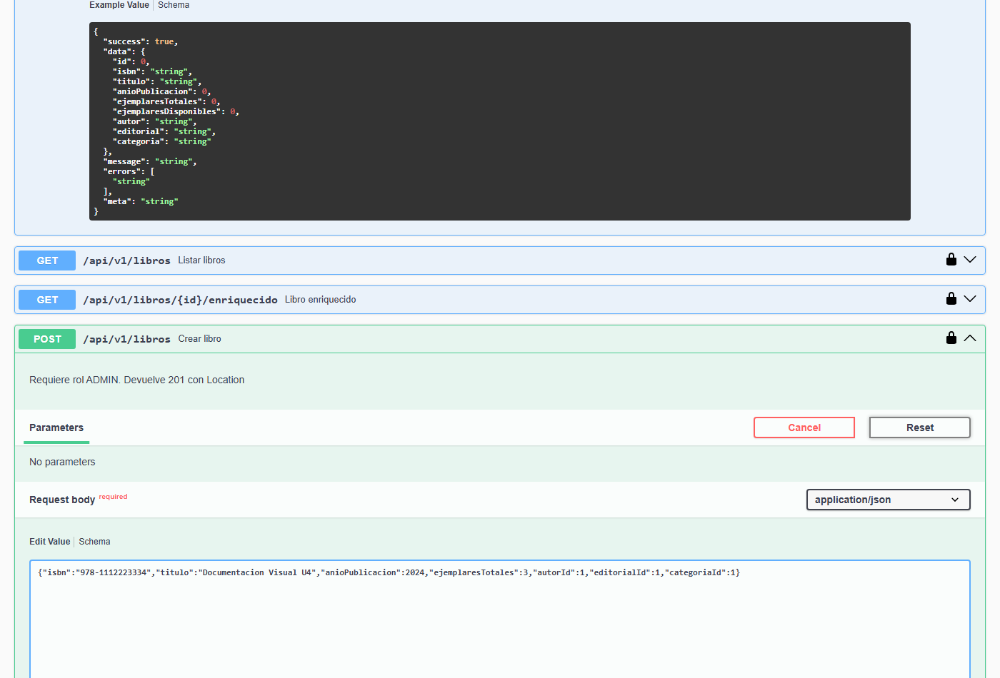 Example Value Schema
{
  "success": true,
  "data": {
    "id": 0,
    "isbn": "string",
    "titulo": "string",
    "anioPublicacion": 0,
    "ejemplaresTotales": 0,
    "ejemplaresDisponibles": 0,
    "autor": "string",
    "editorial": "string",
    "categoria": "string"
  },
  "message": "string",
  "errors": [
    "string"
  ],
  "meta": "string"
}
GET /api/v1/libros Listar libros
GET /api/v1/libros/{id}/enriquecido Libro enriquecido
POST /api/v1/libros Crear libro
Requiere rol ADMIN. Devuelve 201 con Location
Parameters Cancel Reset
No parameters
Request body required application/json
Edit Value Schema
{"isbn":"978-1112223334","titulo":"Documentacion Visual U4","anioPublicacion":2024,"ejemplaresTotales":3,"autorId":1,"editorialId":1,"categoriaId":1}